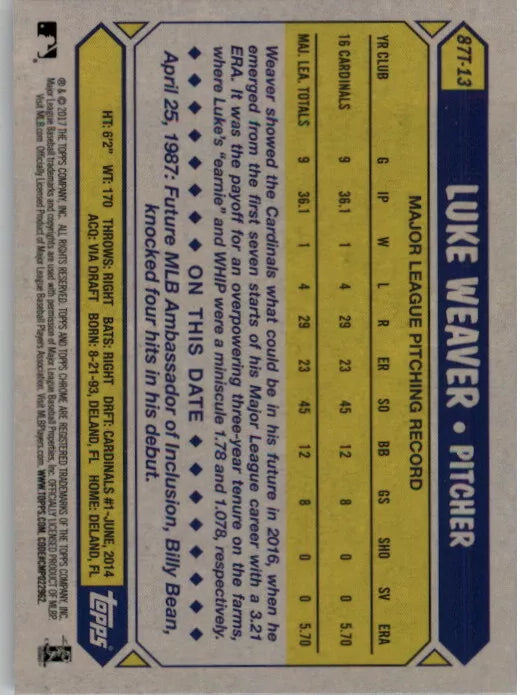 87T-13
LUKE WEAVER • PITCHER
MAJOR LEAGUE PITCHING RECORD
YR CLUB G IP W L R ER SO BB GS SHO SV ERA
16 CARDINALS 9 36.1 1 4 29 23 45 12 8 0 0 5.70
MAJ. LEA. TOTALS 9 36.1 1 4 29 23 45 12 8 0 0 5.70
Weaver showed the Cardinals what could be in his future in 2016, when he
emerged from the first seven starts of his Major League career with a 3.21
ERA. It was the payoff for an overpowering three-year tenure on the farms,
where Luke's "earnie" and WHIP were a miniscule 1.78 and 1.078, respectively.
◆ ◆ ◆ ◆ ◆ ON THIS DATE ◆ ◆ ◆ ◆ ◆
April 25, 1987: Future MLB Ambassador of Inclusion, Billy Bean,
knocked four hits in his debut.
HT: 6'2" WT: 170 THROWS: RIGHT BATS: RIGHT DRFT: CARDINALS #1-JUNE, 2014
ACQ: VIA DRAFT BORN: 8-21-93, DELAND, FL HOME: DELAND, FL
Topps
® & © 2017 THE TOPPS COMPANY, INC. ALL RIGHTS RESERVED. TOPPS AND TOPPS CHROME ARE REGISTERED TRADEMARKS OF THE TOPPS COMPANY, INC.
Major League Baseball trademarks and copyrights are used with permission of Major League Baseball Properties, Inc. OFFICIALLY LICENSED PRODUCT OF MLBP.
Visit MLB.com. Officially Licensed Product of Major League Baseball Players Association. Visit MLBPlayers.com. WWW.TOPPS.COM. CODE#CMP022962.